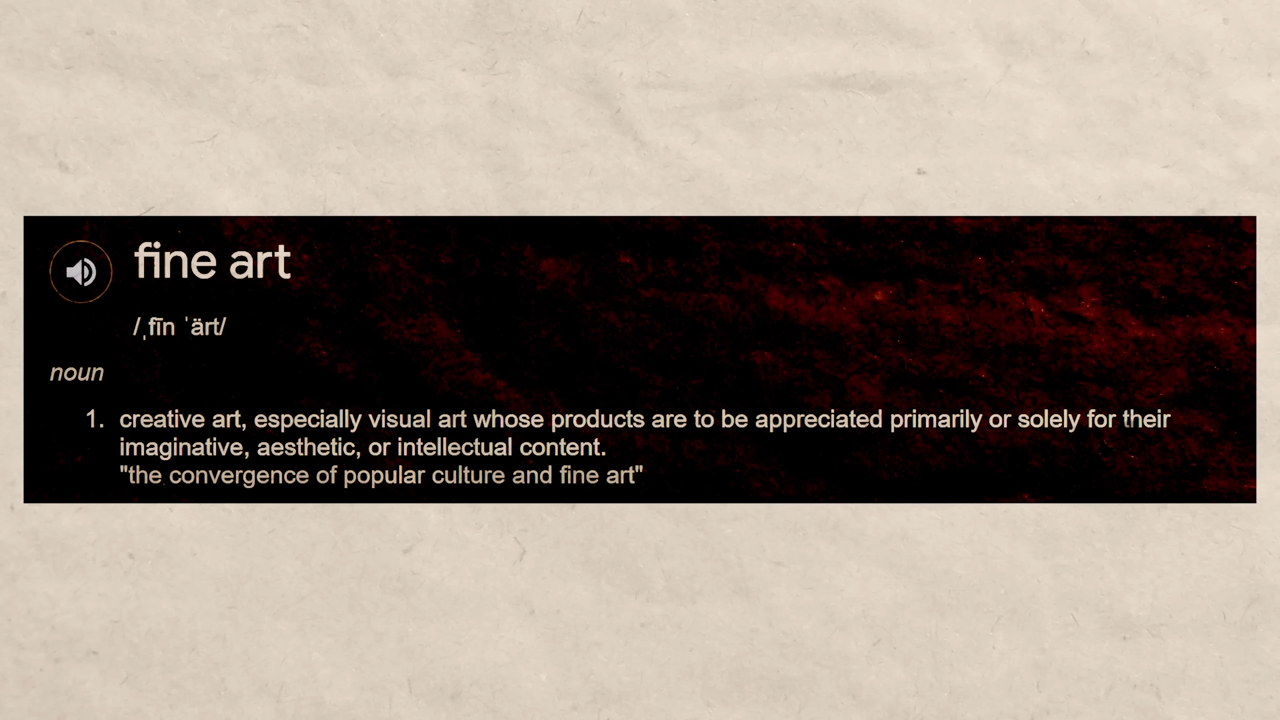 fine art
/ˌfīn ˈärt/
noun
1. creative art, especially visual art whose products are to be appreciated primarily or solely for their
imaginative, aesthetic, or intellectual content.
"the convergence of popular culture and fine art"